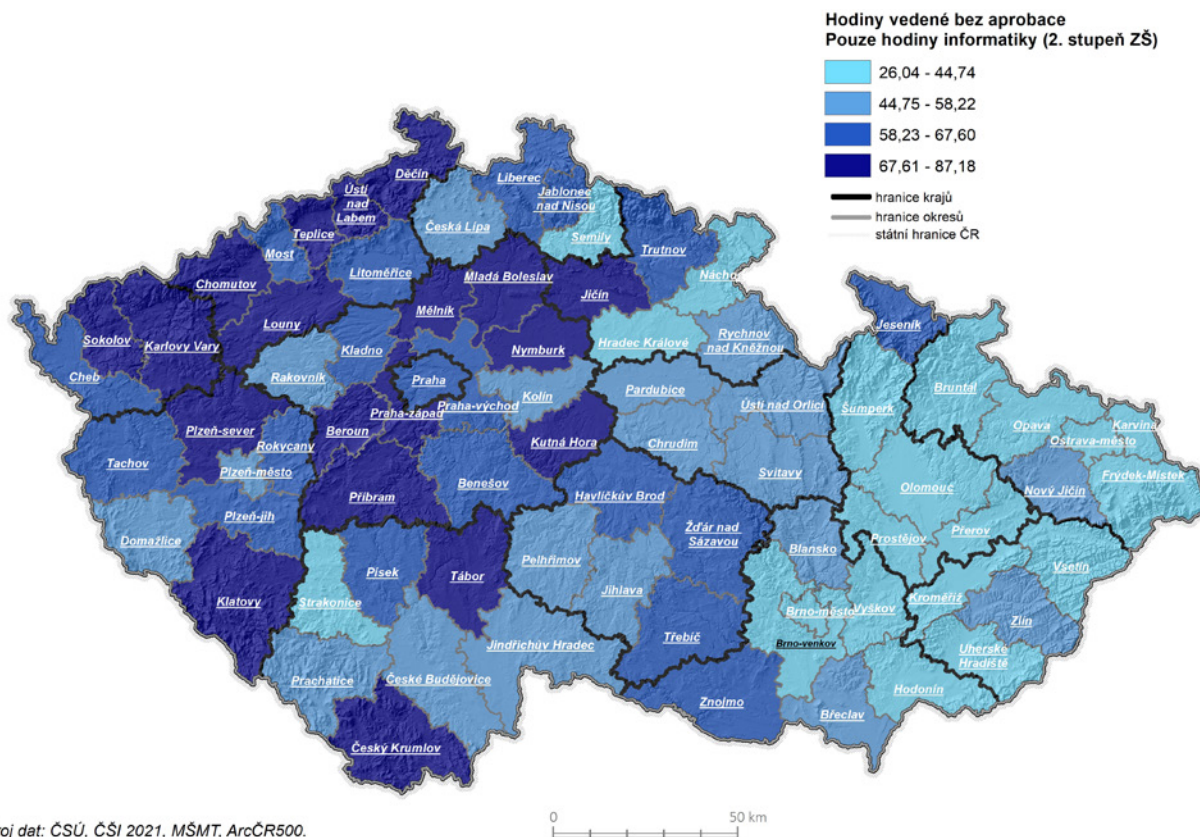 Hodiny vedené bez aprobace
Pouze hodiny informatiky (2. stupeň ZŠ)
26,04 - 44,74
44,75 - 58,22
58,23 - 67,60
67,61 - 87,18
hranice krajů
hranice okresů
státní hranice ČR
Děčín
Liberec
Ústí
nad
Labem
Jablonec
nad Nisou
Česká Lípa
Teplice
Semily
Most
Trutnov
Litoměřice
Náchod
Chomutov
Mladá Boleslav
Jičín
Mělník
Louny
Jeseník
Sokolov
Karlovy Vary
Hradec Králové
Rychnov
nad Kněžnou
Kladno
Nymburk
Cheb
Rakovník
Praha
Bruntál
Pardubice
Kolín
Ústí nad Orlicí
Šumperk
Praha-západ
Praha-východ
Opava
Karviná
Plzeň-sever
Beroun
Ostrava-město
Rokycany
Kutná Hora
Chrudim
Tachov
Plzeň-město
Svitavy
Frýdek-Místek
Olomouc
Nový Jičín
Benešov
Příbram
Havlíčkův Brod
Plzeň-jih
Žďár nad
Sázavou
Přerov
Domažlice
Prostějov
Blansko
Pelhřimov
Vsetín
Písek
Tábor
Jihlava
Klatovy
Strakonice
Kroměříž
Brno-město
Vyškov
Zlín
Třebíč
Brno-venkov
Jindřichův Hradec
Uherské
Hradiště
Prachatice
České Budějovice
Hodonín
Znojmo
Břeclav
Český Krumlov
0 50 km
roj dat: ČSÚ, ČŠI 2021, MŠMT, ArcČR500.